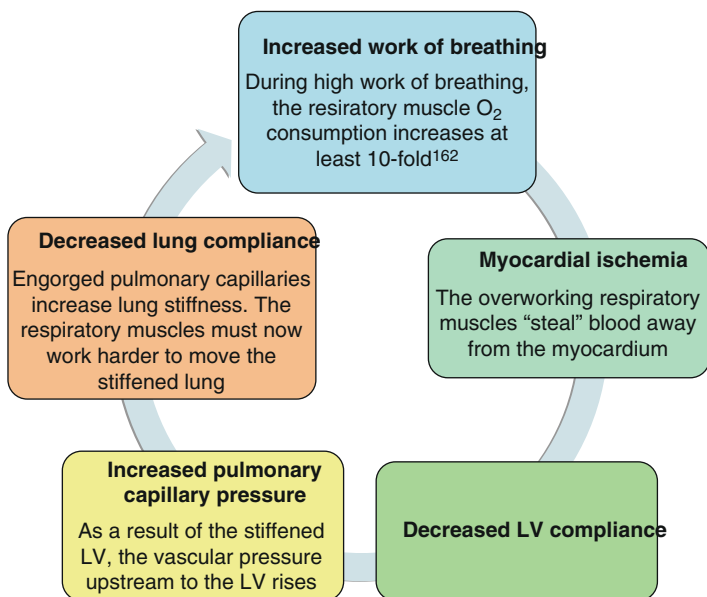 Increased work of breathing
During high work of breathing,
the resiratory muscle O₂
consumption increases at
least 10-fold¹⁶²
Myocardial ischemia
The overworking respiratory
muscles “steal” blood away
from the myocardium
Decreased LV compliance
Increased pulmonary
capillary pressure
As a result of the stiffened
LV, the vascular pressure
upstream to the LV rises
Decreased lung compliance
Engorged pulmonary capillaries
increase lung stiffness. The
respiratory muscles must now
work harder to move the
stiffened lung